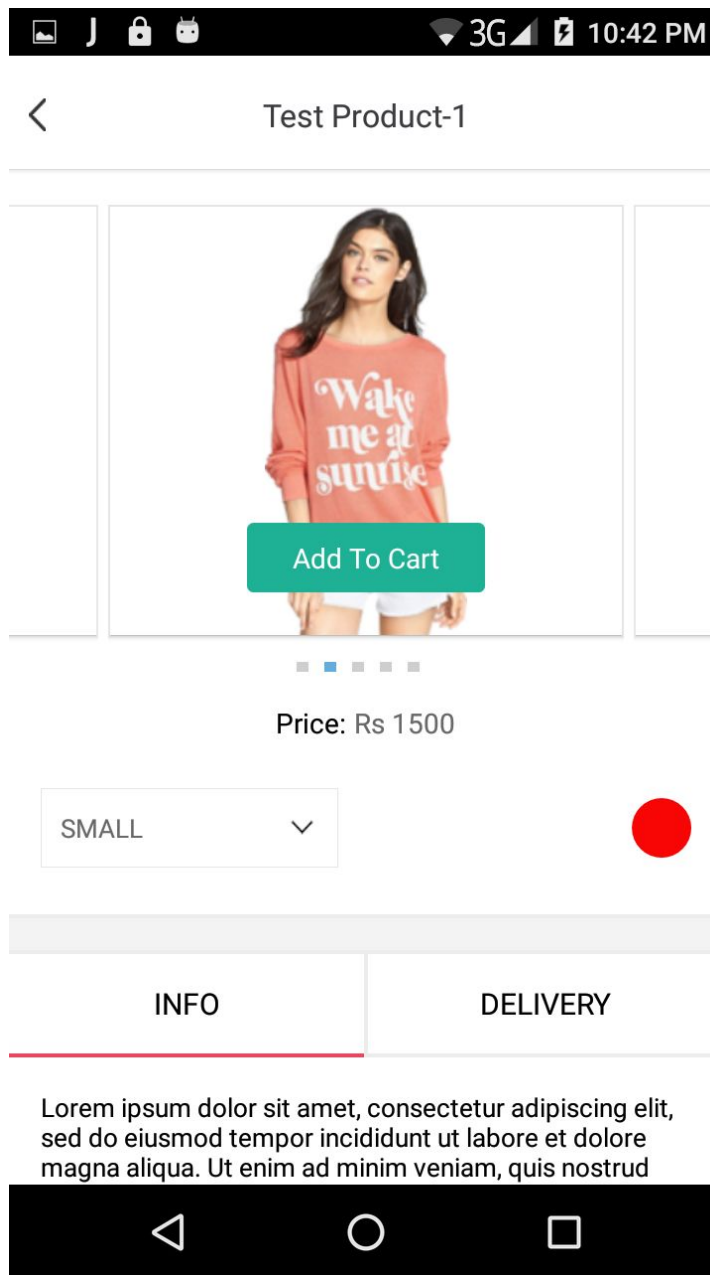 3G 10:42 PM
Test Product-1
Wake
me at
sunrise
Add To Cart
Price: Rs 1500
SMALL
INFO DELIVERY
Lorem ipsum dolor sit amet, consectetur adipiscing elit,
sed do eiusmod tempor incididunt ut labore et dolore
magna aliqua. Ut enim ad minim veniam, quis nostrud